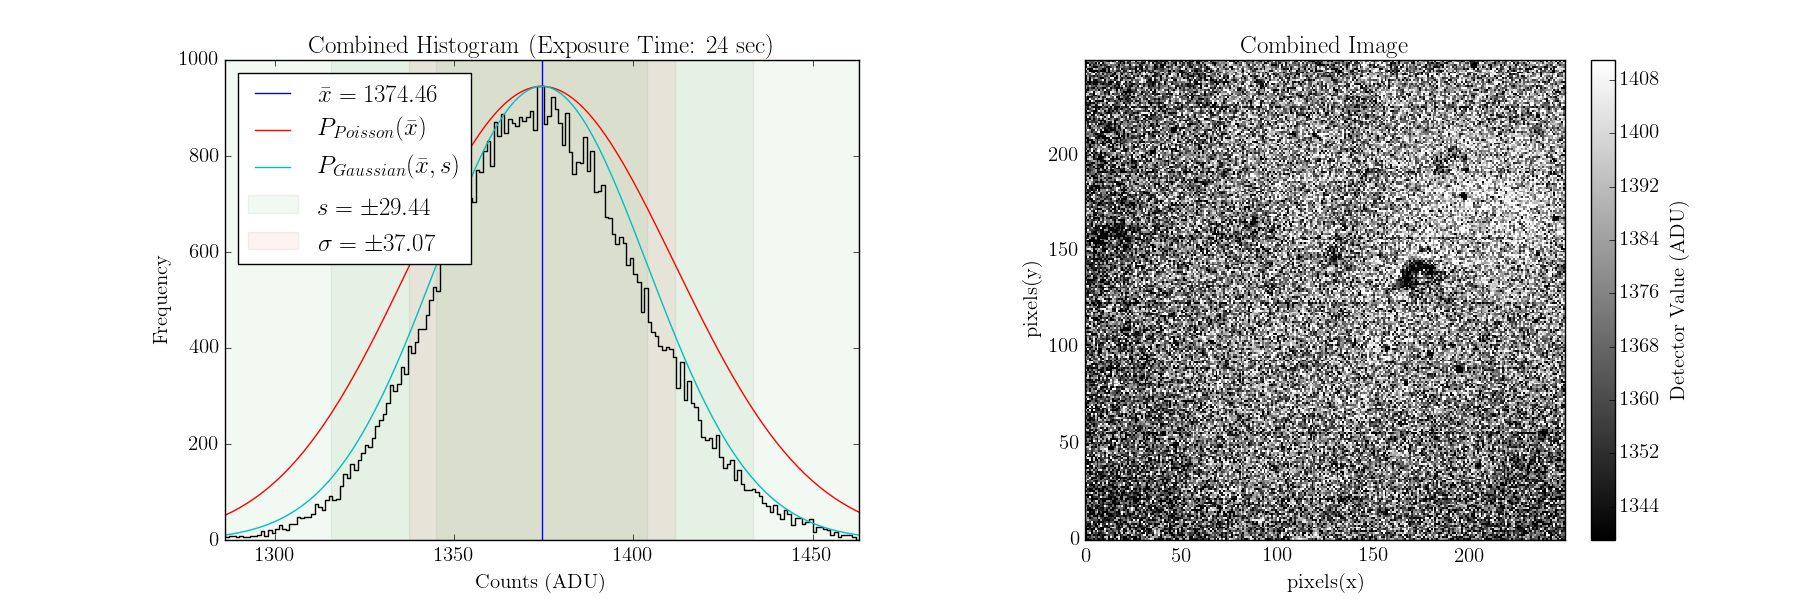 Combined Histogram (Exposure Time: 24 sec)
1000
800
600
400
200
0
Frequency
x̄ = 1374.46
P_Poisson(x̄)
P_Gaussian(x̄, s)
s = ±29.44
σ = ±37.07
1300
1350
1400
1450
Counts (ADU)
Combined Image
200
150
100
50
0
pixels(y)
0
50
100
150
200
pixels(x)
1408
1400
1392
1384
1376
1368
1360
1352
1344
Detector Value (ADU)